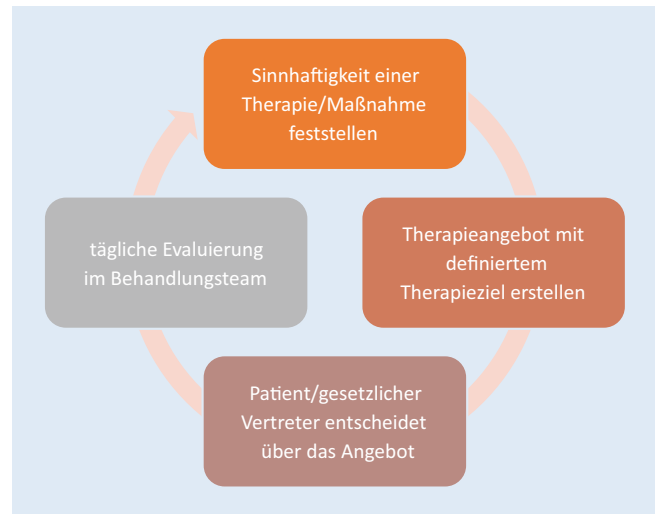 Sinnhaftigkeit einer
Therapie/Maßnahme
feststellen
Therapieangebot mit
definiertem
Therapieziel erstellen
Patient/gesetzlicher
Vertreter entscheidet
über das Angebot
tägliche Evaluierung
im Behandlungsteam